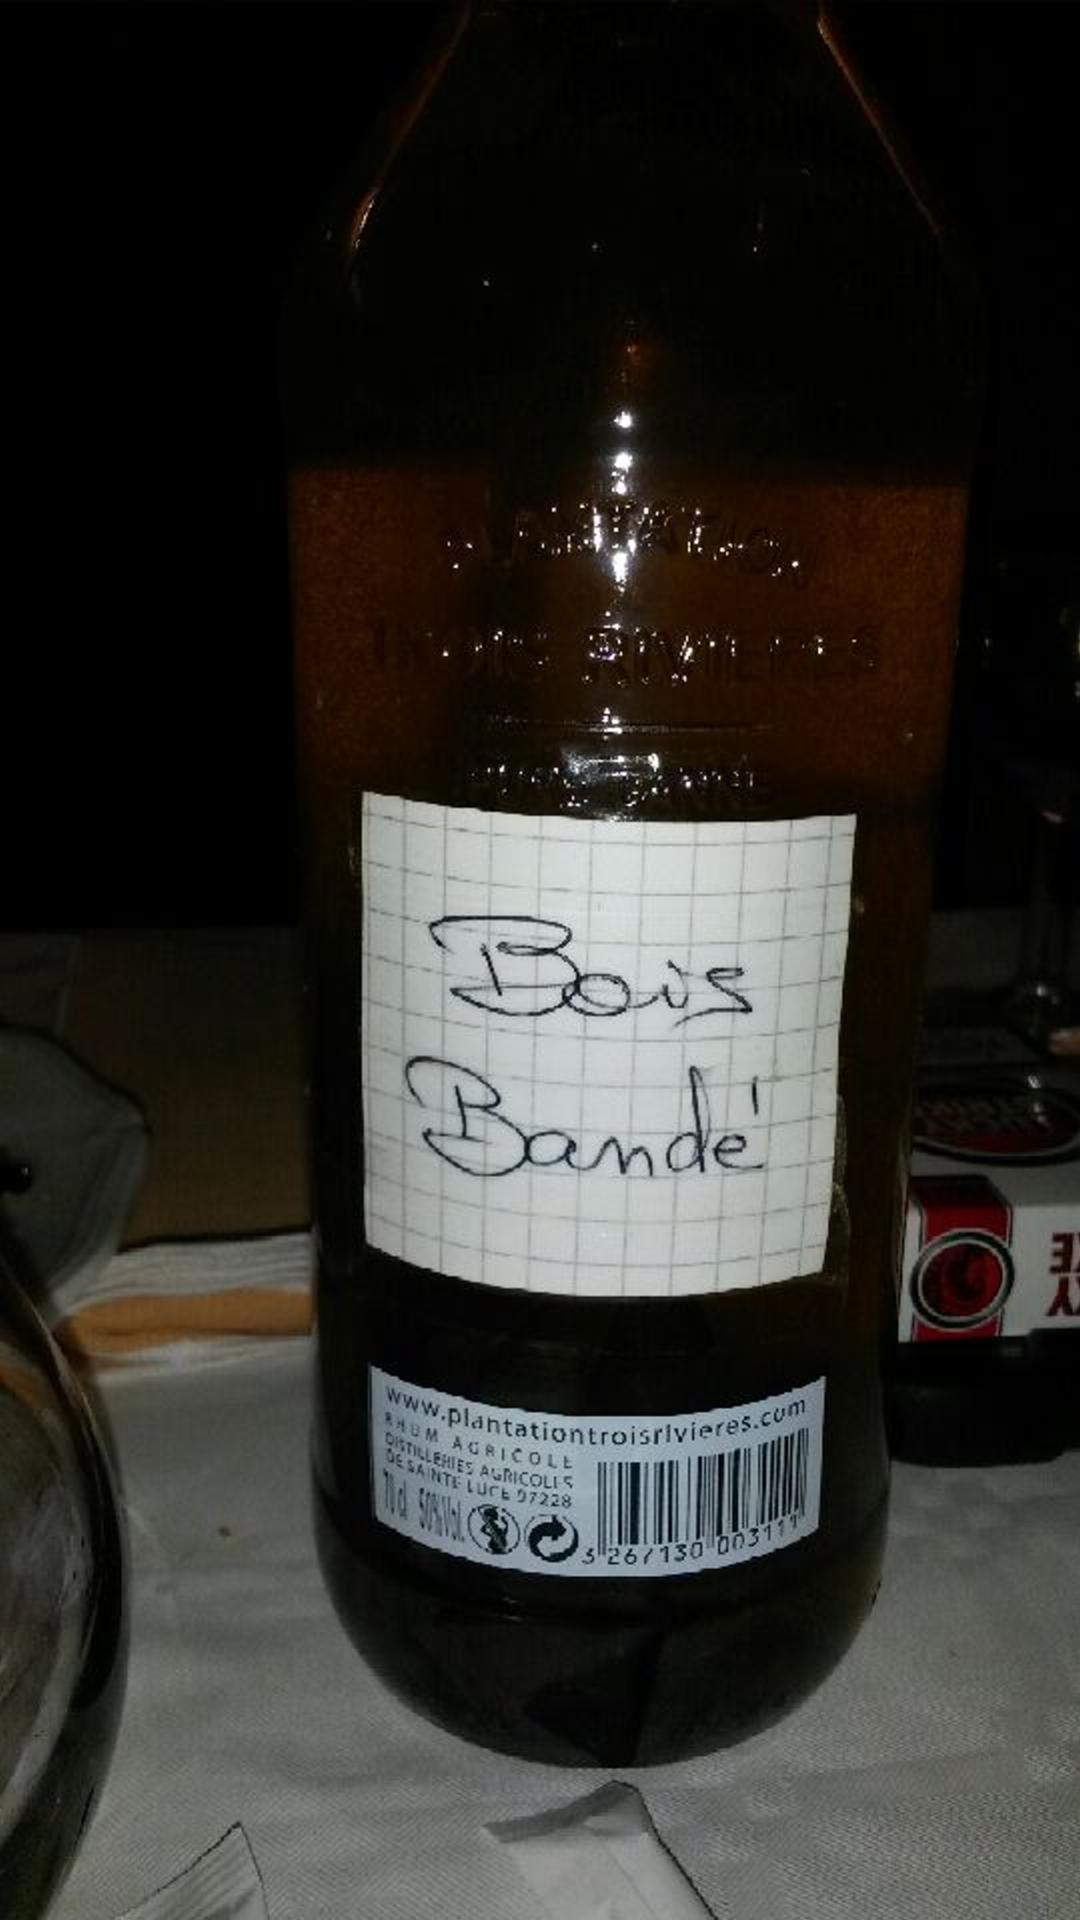 PLANTATION
TROIS RIVIERES
Bois
Bandé
www.plantationtroisrivieres.com
RHUM AGRICOLE
DISTILLERIES AGRICOLES
DE SAINTE LUCE 97228
70 cl 50%Vol.
3 267130 003111